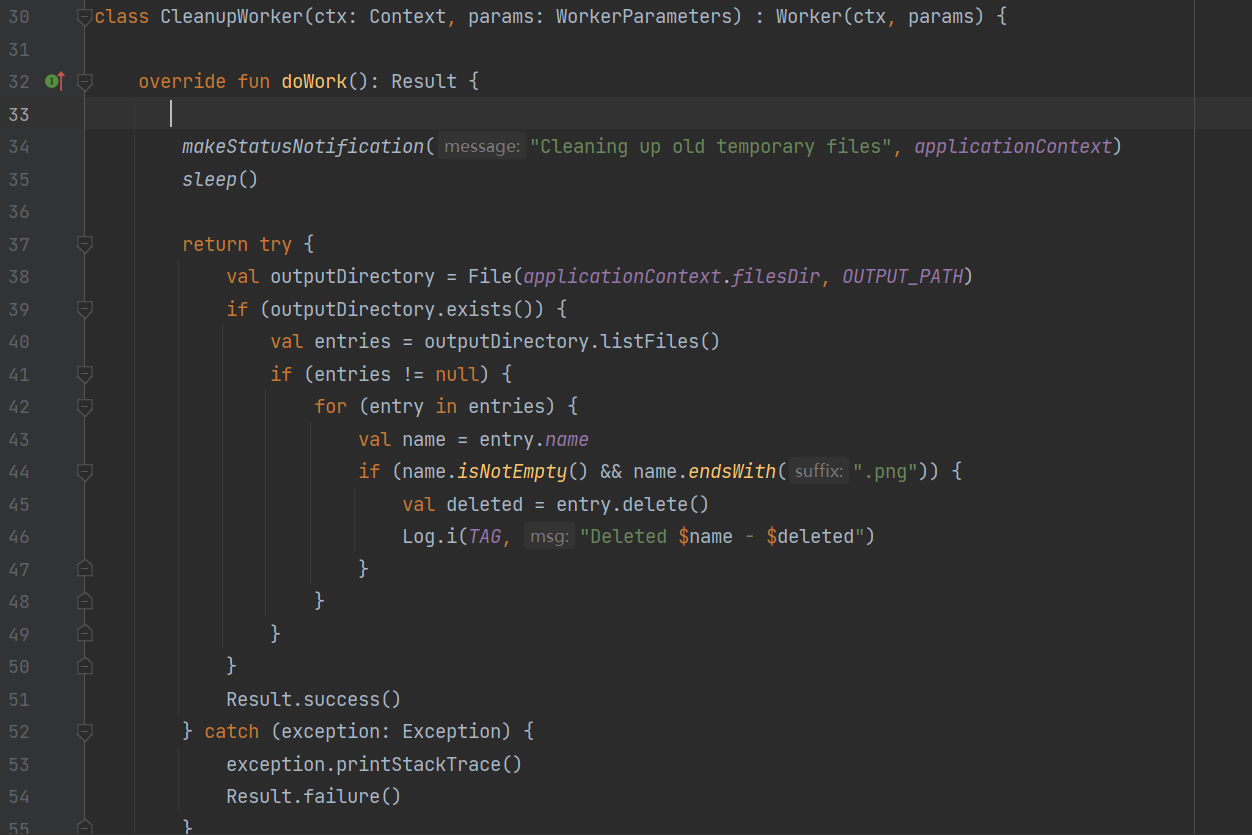 30 class CleanupWorker(ctx: Context, params: WorkerParameters) : Worker(ctx, params) {
31
32 override fun doWork(): Result {
33
34 makeStatusNotification( message: "Cleaning up old temporary files", applicationContext)
35 sleep()
36
37 return try {
38 val outputDirectory = File(applicationContext.filesDir, OUTPUT_PATH)
39 if (outputDirectory.exists()) {
40 val entries = outputDirectory.listFiles()
41 if (entries != null) {
42 for (entry in entries) {
43 val name = entry.name
44 if (name.isNotEmpty() && name.endsWith( suffix: ".png")) {
45 val deleted = entry.delete()
46 Log.i(TAG, msg: "Deleted $name - $deleted")
47 }
48 }
49 }
50 }
51 Result.success()
52 } catch (exception: Exception) {
53 exception.printStackTrace()
54 Result.failure()
55 }